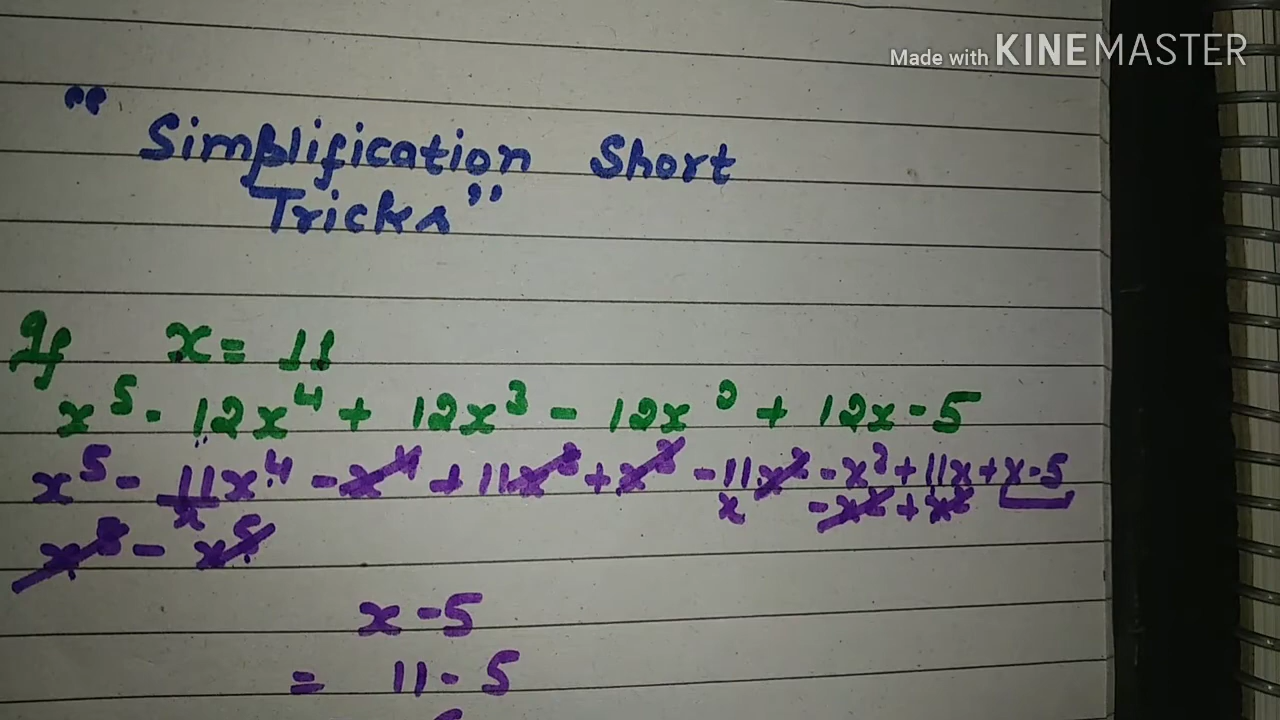 Made with KINEMASTER
"Simplification Short
Tricks"
If x = 11
x⁵ - 12x⁴ + 12x³ - 12x² + 12x - 5
x⁵ - 11x⁴ - x⁴ + 11x³ + x³ - 11x² - x² + 11x + x - 5
x x - x² + x²
x⁵ - x⁵
x - 5
= 11 - 5